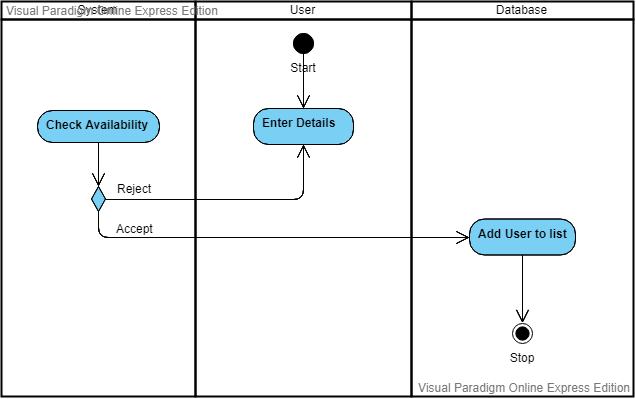 Visual Paradigm Online Express Edition
System
User
Database
Start
Check Availability
Enter Details
Reject
Accept
Add User to list
Stop
Visual Paradigm Online Express Edition